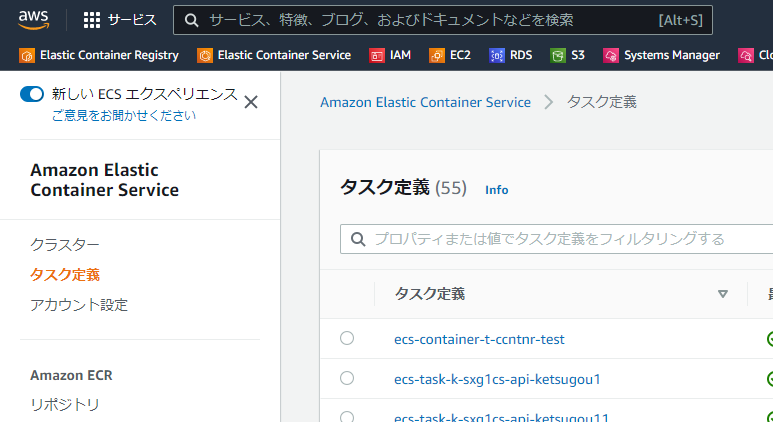 aws
サービス
サービス、特徴、ブログ、およびドキュメントなどを検索 [Alt+S]
Elastic Container Registry Elastic Container Service IAM EC2 RDS S3 Systems Manager Clo
新しい ECS エクスペリエンス
ご意見をお聞かせください
Amazon Elastic Container Service > タスク定義
Amazon Elastic
Container Service
クラスター
タスク定義
アカウント設定
Amazon ECR
リポジトリ
タスク定義 (55) Info
プロパティまたは値でタスク定義をフィルタリングする
タスク定義
ecs-container-t-ccntnr-test
ecs-task-k-sxg1cs-api-ketsugou1
ecs-task-k-sxg1cs-api-ketsugou11